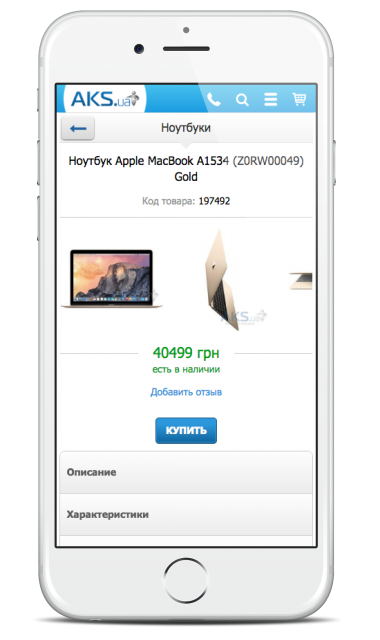 AKS.ua
Ноутбуки
Ноутбук Apple MacBook A1534 (Z0RW00049)
Gold
Код товара: 197492
AKS.ua
40499 грн
есть в наличии
Добавить отзыв
КУПИТЬ
Описание
Характеристики